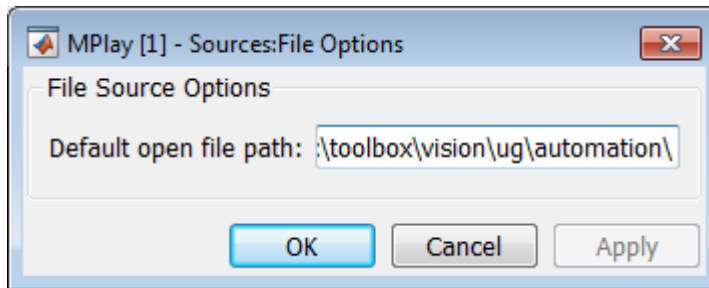 MPlay [1] - Sources:File Options
File Source Options
Default open file path: :\toolbox\vision\ug\automation\
OK Cancel Apply